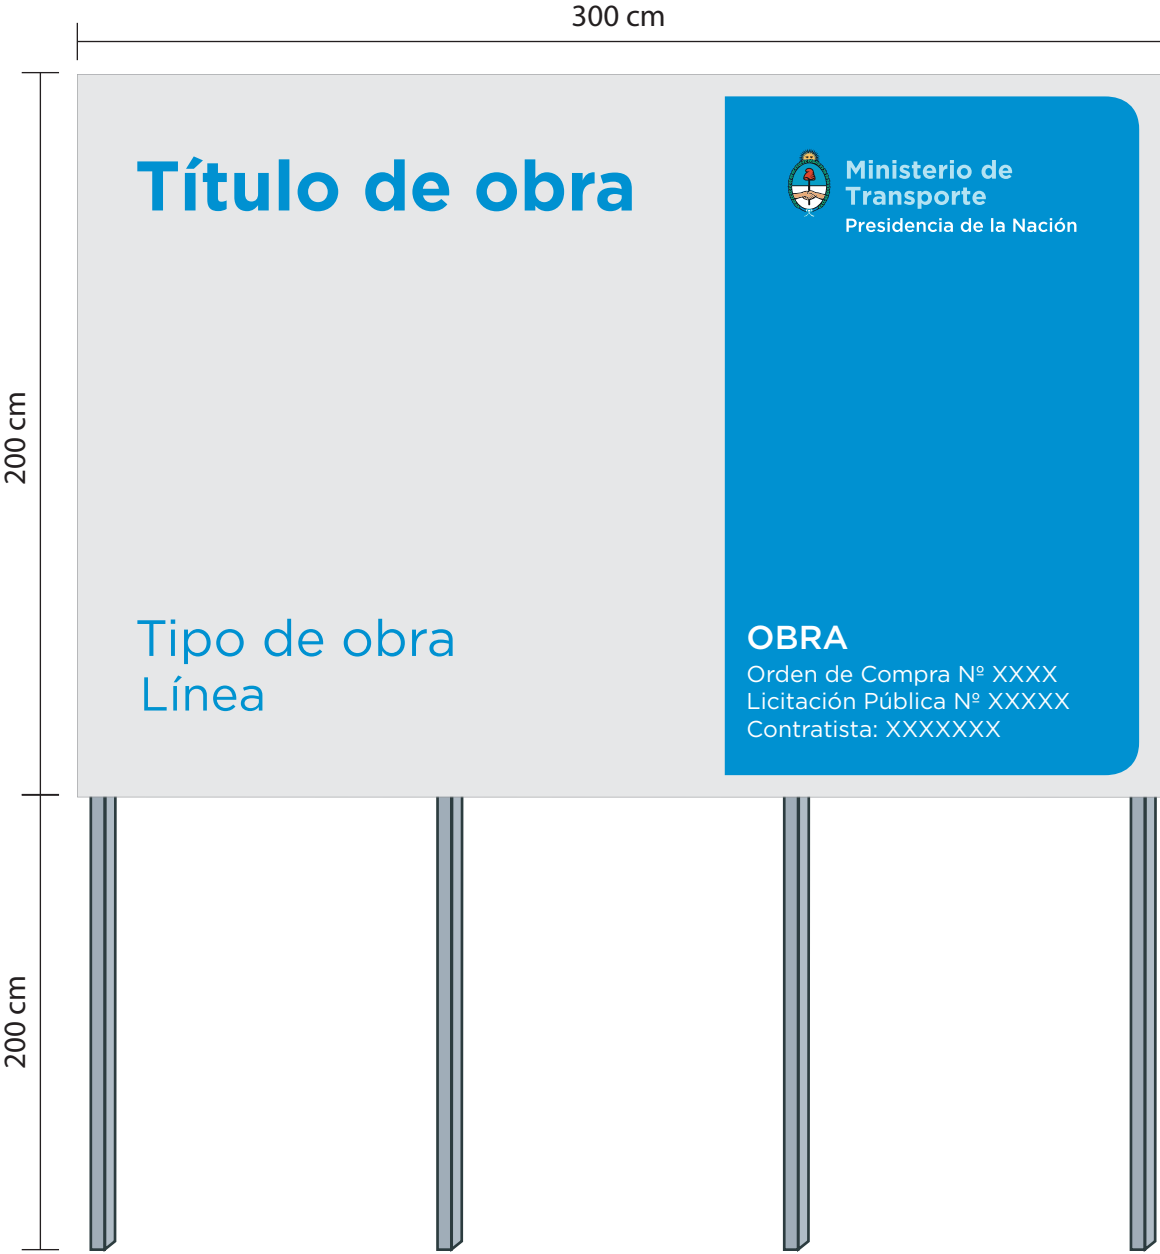 300 cm
200 cm
Título de obra
Ministerio de
Transporte
Presidencia de la Nación
Tipo de obra
Línea
OBRA
Orden de Compra Nº XXXX
Licitación Pública Nº XXXXX
Contratista: XXXXXXX
200 cm